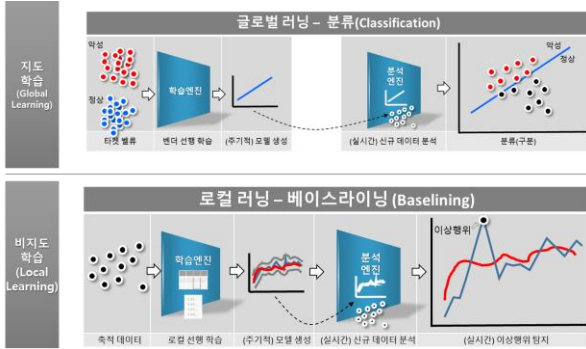 글로벌 러닝 – 분류(Classification)
지도
학습
(Global
Learning)
악성
정상
학습엔진
분석
엔진
악성
정상
타켓 밸류
벤더 선행 학습
(주기적) 모델 생성
(실시간) 신규 데이터 분석
분류(구분)
로컬 러닝 – 베이스라이닝 (Baselining)
비지도
학습
(Local
Learning)
학습엔진
분석
엔진
이상행위
축적 데이터
로컬 선행 학습
(주기적) 모델 생성
(실시간) 신규 데이터 분석
(실시간) 이상행위 탐지